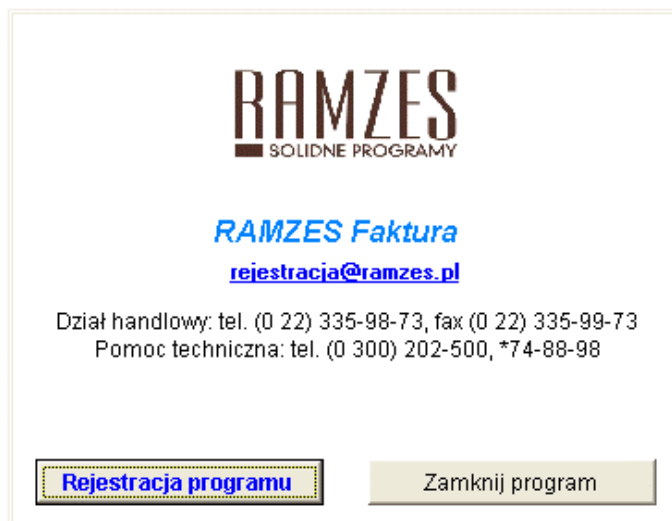 RAMZES
SOLIDNE PROGRAMY
RAMZES Faktura
rejestracja@ramzes.pl
Dział handlowy: tel. (0 22) 335-98-73, fax (0 22) 335-99-73
Pomoc techniczna: tel. (0 300) 202-500, *74-88-98
Rejestracja programu
Zamknij program